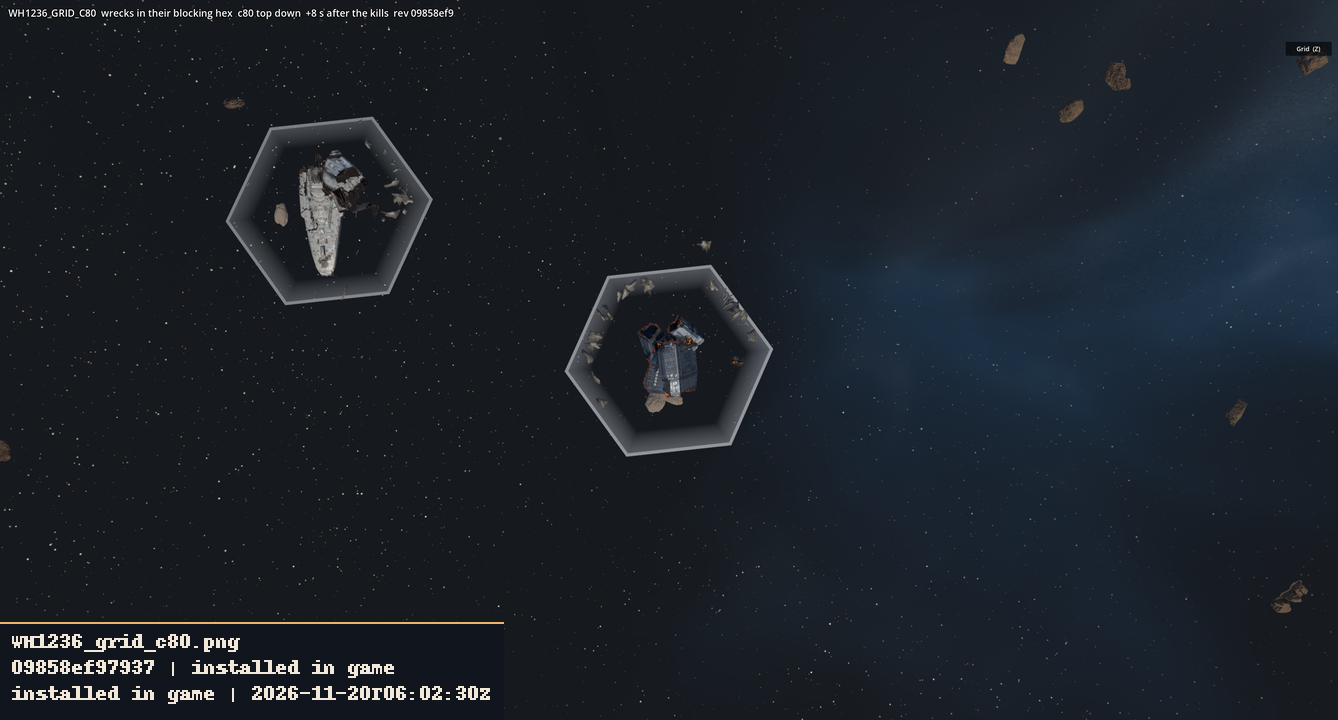 WH1236_GRID_C80 wrecks in their blocking hex c80 top down +8 s after the kills rev 09858ef9
Grid (Z)
WH1236_grid_c80.png
09858ef97937 | installed in game
installed in game | 2026-11-20T06:02:30Z